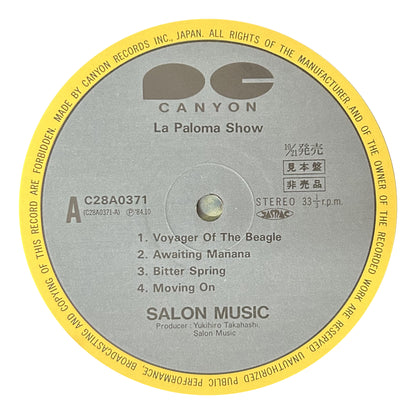 MADE BY CANYON RECORDS INC., JAPAN. ALL RIGHTS OF THE MANUFACTURER AND OF THE OWNER OF THE RECORDED WORK ARE RESERVED. UNAUTHORIZED PUBLIC PERFORMANCE, BROADCASTING AND COPYING OF THIS RECORD ARE FORBIDDEN.
CANYON
La Paloma Show
10/21発売
見本盤
非売品
A C28A0371
(C28A0371-A) Ⓟ'84.10
STEREO 33⅓ r.p.m.
JASRAC
1. Voyager Of The Beagle
2. Awaiting Manana
3. Bitter Spring
4. Moving On
SALON MUSIC
Producer : Yukihiro Takahashi,
Salon Music